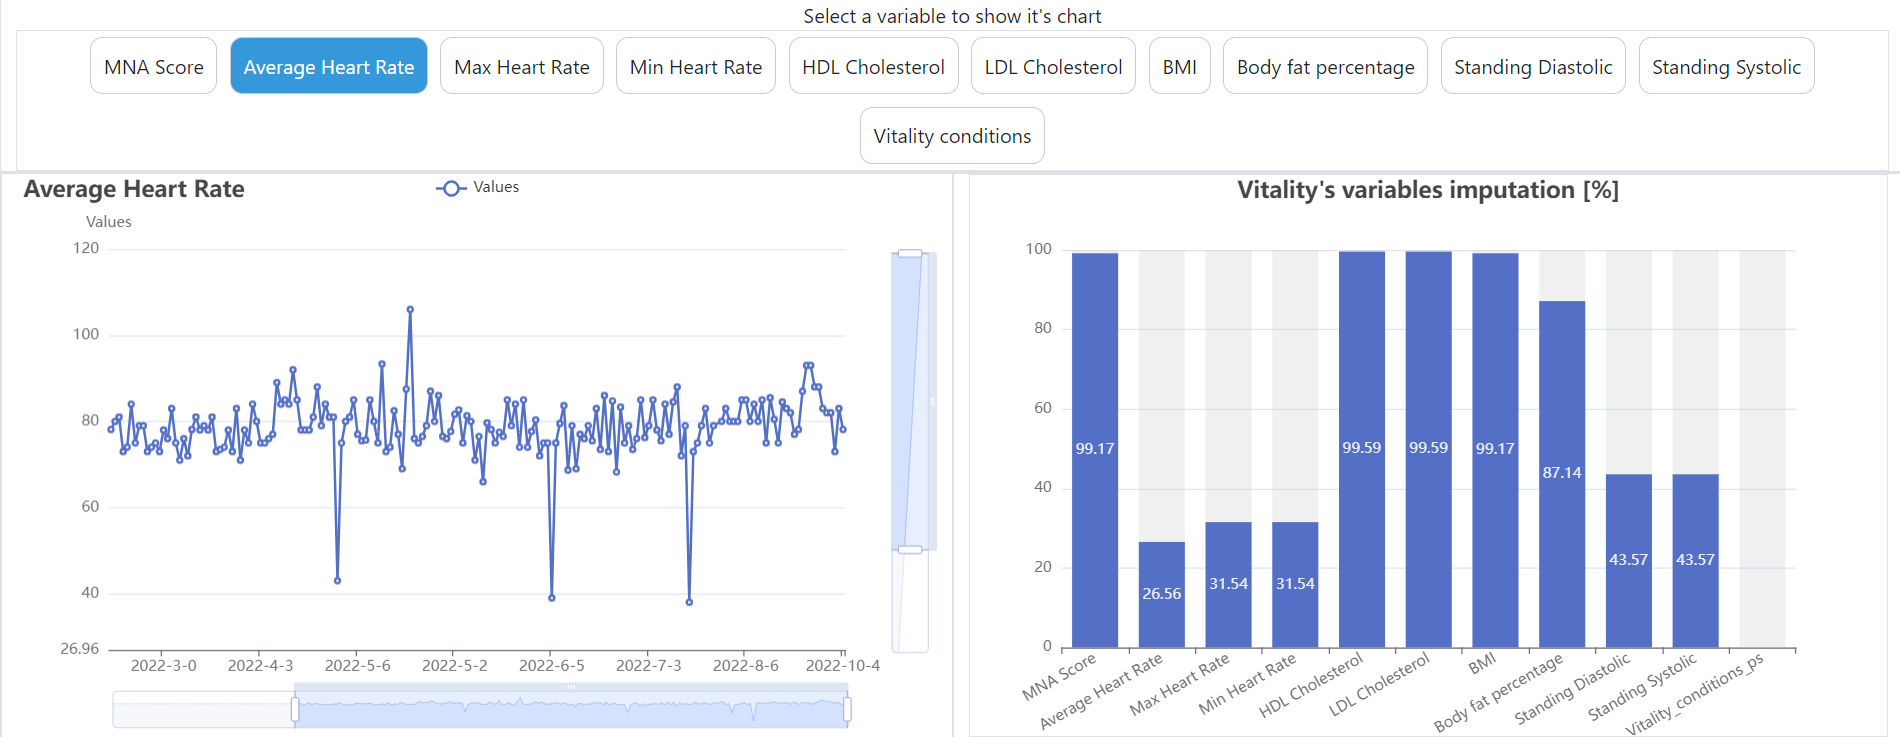 Select a variable to show it's chart
MNA Score
Average Heart Rate
Max Heart Rate
Min Heart Rate
HDL Cholesterol
LDL Cholesterol
BMI
Body fat percentage
Standing Diastolic
Standing Systolic
Vitality conditions
Average Heart Rate
Values
Values
120
100
80
60
40
26.96
2022-3-0
2022-4-3
2022-5-6
2022-5-2
2022-6-5
2022-7-3
2022-8-6
2022-10-4
Vitality's variables imputation [%]
100
80
60
40
20
0
99.17
26.56
31.54
31.54
99.59
99.59
99.17
87.14
43.57
43.57
MNA Score
Average Heart Rate
Max Heart Rate
Min Heart Rate
HDL Cholesterol
LDL Cholesterol
BMI
Body fat percentage
Standing Diastolic
Standing Systolic
Vitality_conditions_ps